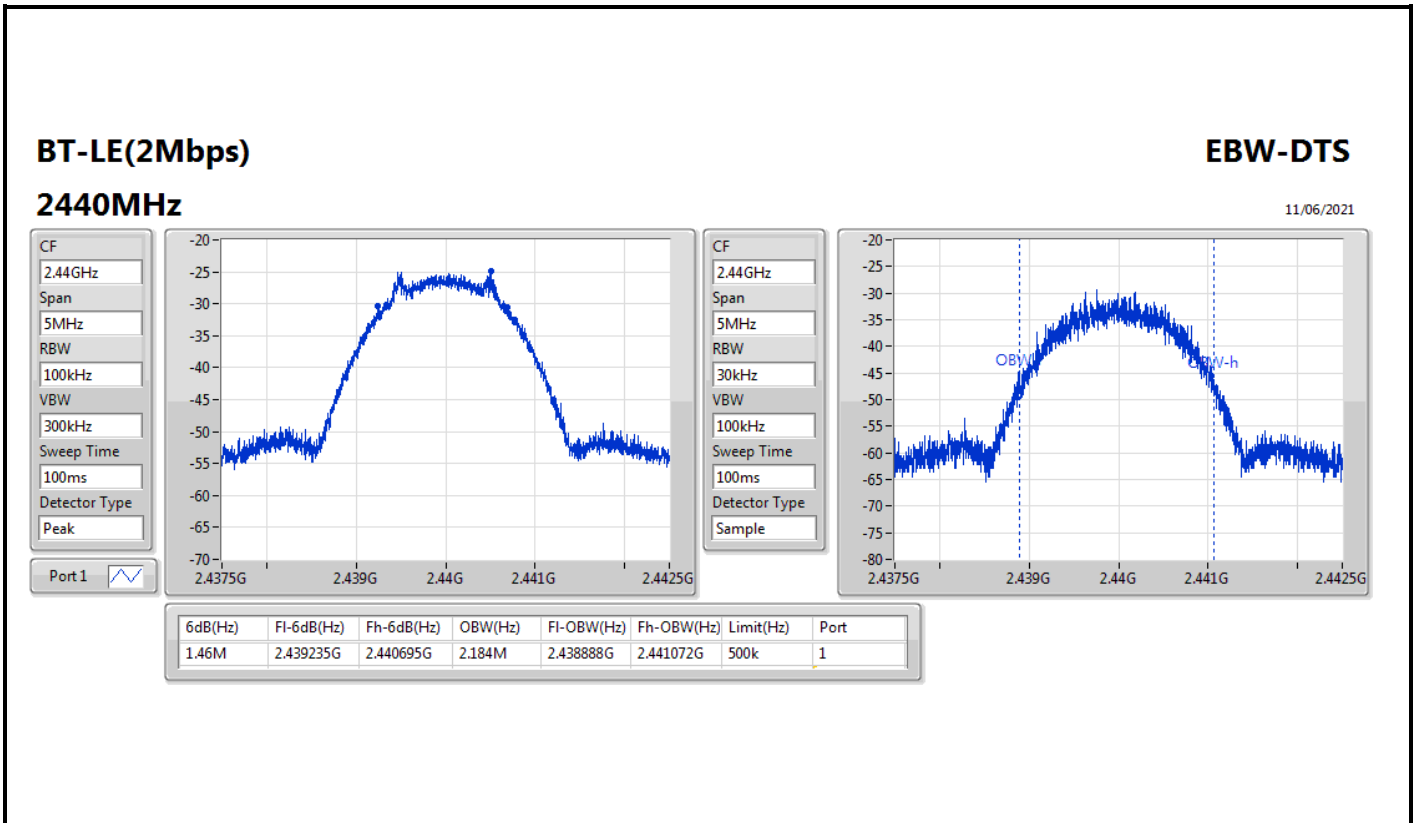 BT-LE(2Mbps)
EBW-DTS
2440MHz
11/06/2021
CF
2.44GHz
Span
5MHz
RBW
100kHz
VBW
300kHz
Sweep Time
100ms
Detector Type
Peak
Port 1
-20
-25
-30
-35
-40
-45
-50
-55
-60
-65
-70
2.4375G 2.439G 2.44G 2.441G 2.4425G
CF
2.44GHz
Span
5MHz
RBW
30kHz
VBW
100kHz
Sweep Time
100ms
Detector Type
Sample
-20
-25
-30
-35
-40
-45
-50
-55
-60
-65
-70
-75
-80
OBW-h
2.4375G 2.439G 2.44G 2.441G 2.4425G
6dB(Hz) Fl-6dB(Hz) Fh-6dB(Hz) OBW(Hz) Fl-OBW(Hz) Fh-OBW(Hz) Limit(Hz) Port
1.46M 2.439235G 2.440695G 2.184M 2.438888G 2.441072G 500k 1